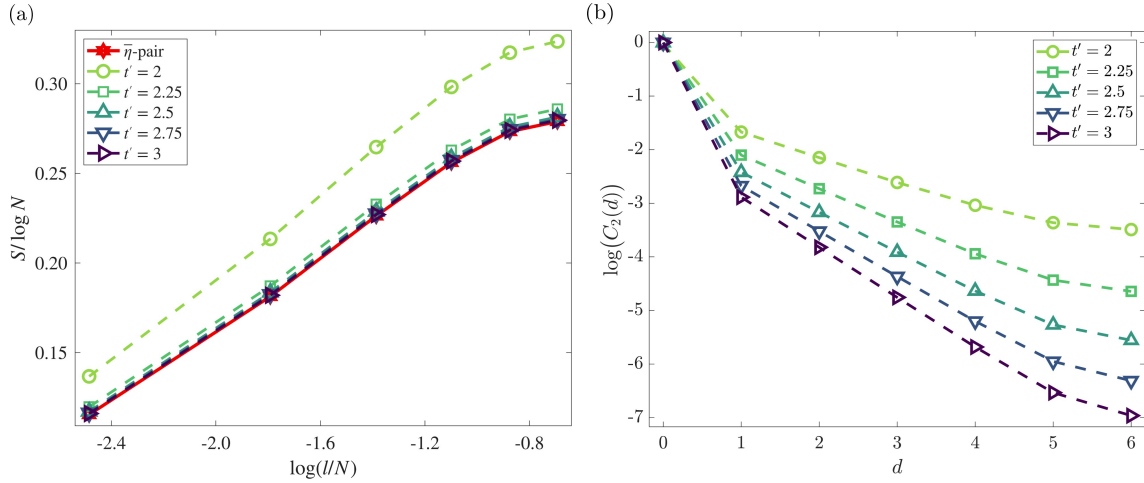 (a)
0.30
0.25
0.20
0.15
S/ log N
-2.4
-2.0
-1.6
-1.2
-0.8
log(l/N)
η̅-pair
t′ = 2
t′ = 2.25
t′ = 2.5
t′ = 2.75
t′ = 3
(b)
0
-1
-2
-3
-4
-5
-6
-7
log(C₂(d))
0
1
2
3
4
5
6
d
t′ = 2
t′ = 2.25
t′ = 2.5
t′ = 2.75
t′ = 3